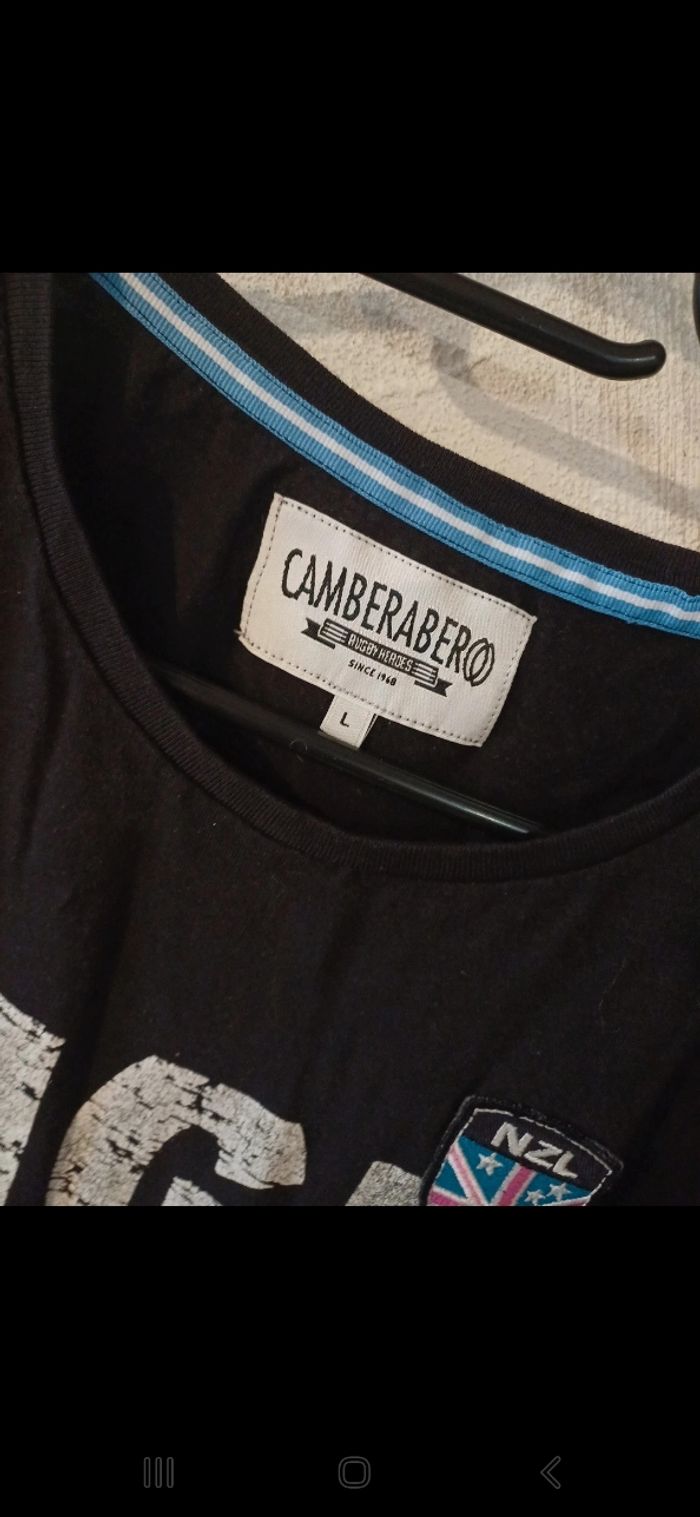 CAMBERABERO
RUGBY HEROES
SINCE 1968
L
NZL